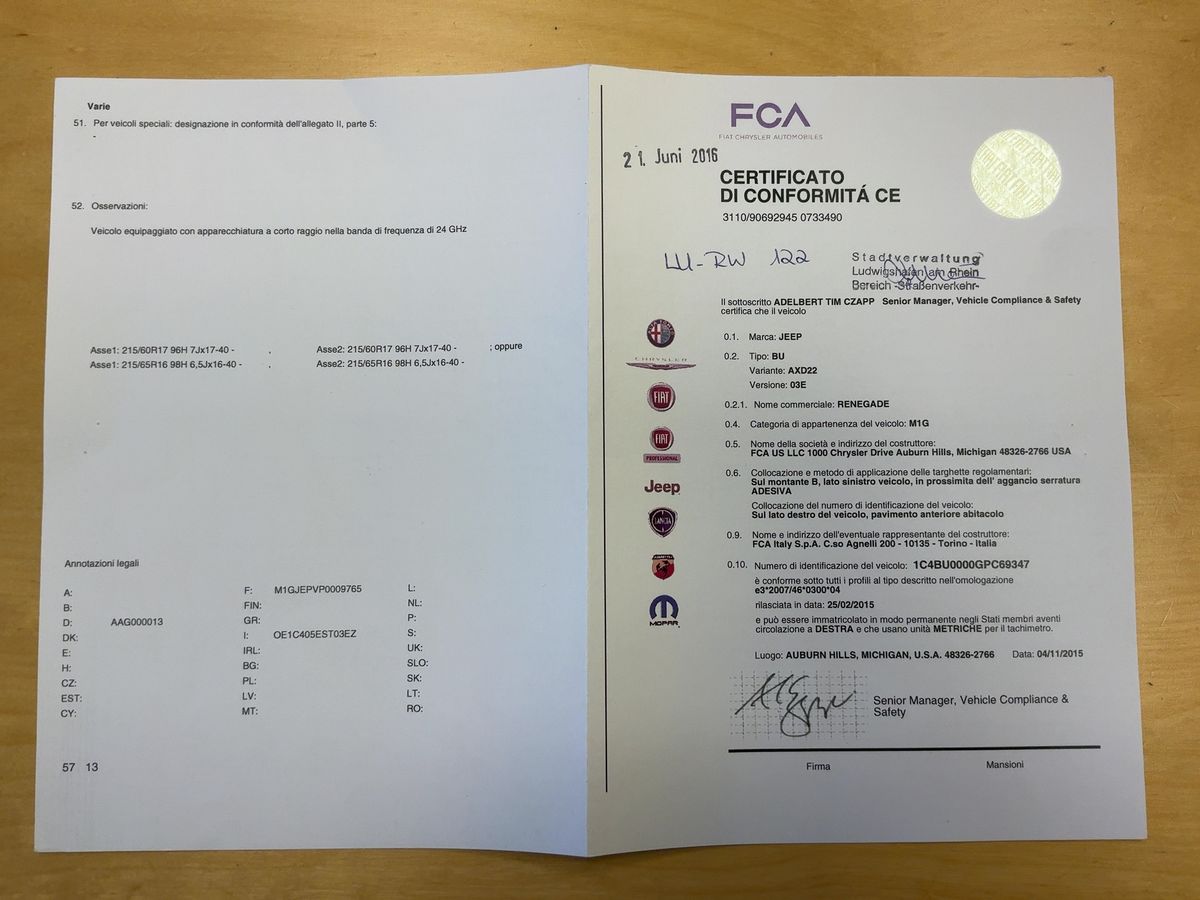 Varie
51. Per veicoli speciali: designazione in conformità dell'allegato II, parte 5:
-
52. Osservazioni:
Veicolo equipaggiato con apparecchiatura a corto raggio nella banda di frequenza di 24 GHz
Asse1: 215/60R17 96H 7Jx17-40 - , Asse2: 215/60R17 96H 7Jx17-40 - ; oppure
Asse1: 215/65R16 98H 6,5Jx16-40 - , Asse2: 215/65R16 98H 6,5Jx16-40 -
Annotazioni legali
A:
B:
D: AAG000013
DK:
E:
H:
CZ:
EST:
CY:
F: M1GJEPVP0009765
FIN:
GR:
I: OE1C405EST03EZ
IRL:
BG:
PL:
LV:
MT:
L:
NL:
P:
S:
UK:
SLO:
SK:
LT:
RO:
57 13
FCA
FIAT CHRYSLER AUTOMOBILES
21. Juni 2016
CERTIFICATO
DI CONFORMITÁ CE
3110/90692945 0733490
LU-RW 122
Stadtverwaltung
Ludwigshafen am Rhein
Bereich -Straßenverkehr-
Il sottoscritto ADELBERT TIM CZAPP Senior Manager, Vehicle Compliance & Safety
certifica che il veicolo
0.1. Marca: JEEP
0.2. Tipo: BU
Variante: AXD22
Versione: 03E
0.2.1. Nome commerciale: RENEGADE
0.4. Categoria di appartenenza del veicolo: M1G
0.5. Nome della società e indirizzo del costruttore:
FCA US LLC 1000 Chrysler Drive Auburn Hills, Michigan 48326-2766 USA
0.6. Collocazione e metodo di applicazione delle targhette regolamentari:
Sul montante B, lato sinistro veicolo, in prossimita dell' aggancio serratura
ADESIVA
Collocazione del numero di identificazione del veicolo:
Sul lato destro del veicolo, pavimento anteriore abitacolo
0.9. Nome e indirizzo dell'eventuale rappresentante del costruttore:
FCA Italy S.p.A. C.so Agnelli 200 - 10135 - Torino - Italia
0.10. Numero di identificazione del veicolo: 1C4BU0000GPC69347
è conforme sotto tutti i profili al tipo descritto nell'omologazione
e3*2007/46*0300*04
rilasciata in data: 25/02/2015
e può essere immatricolato in modo permanente negli Stati membri aventi
circolazione a DESTRA e che usano unità METRICHE per il tachimetro.
Luogo: AUBURN HILLS, MICHIGAN, U.S.A. 48326-2766 Data: 04/11/2015
Senior Manager, Vehicle Compliance &
Safety
Firma Mansioni
CHRYSLER
FIAT
FIAT
PROFESSIONAL
Jeep
LANCIA
MOPAR